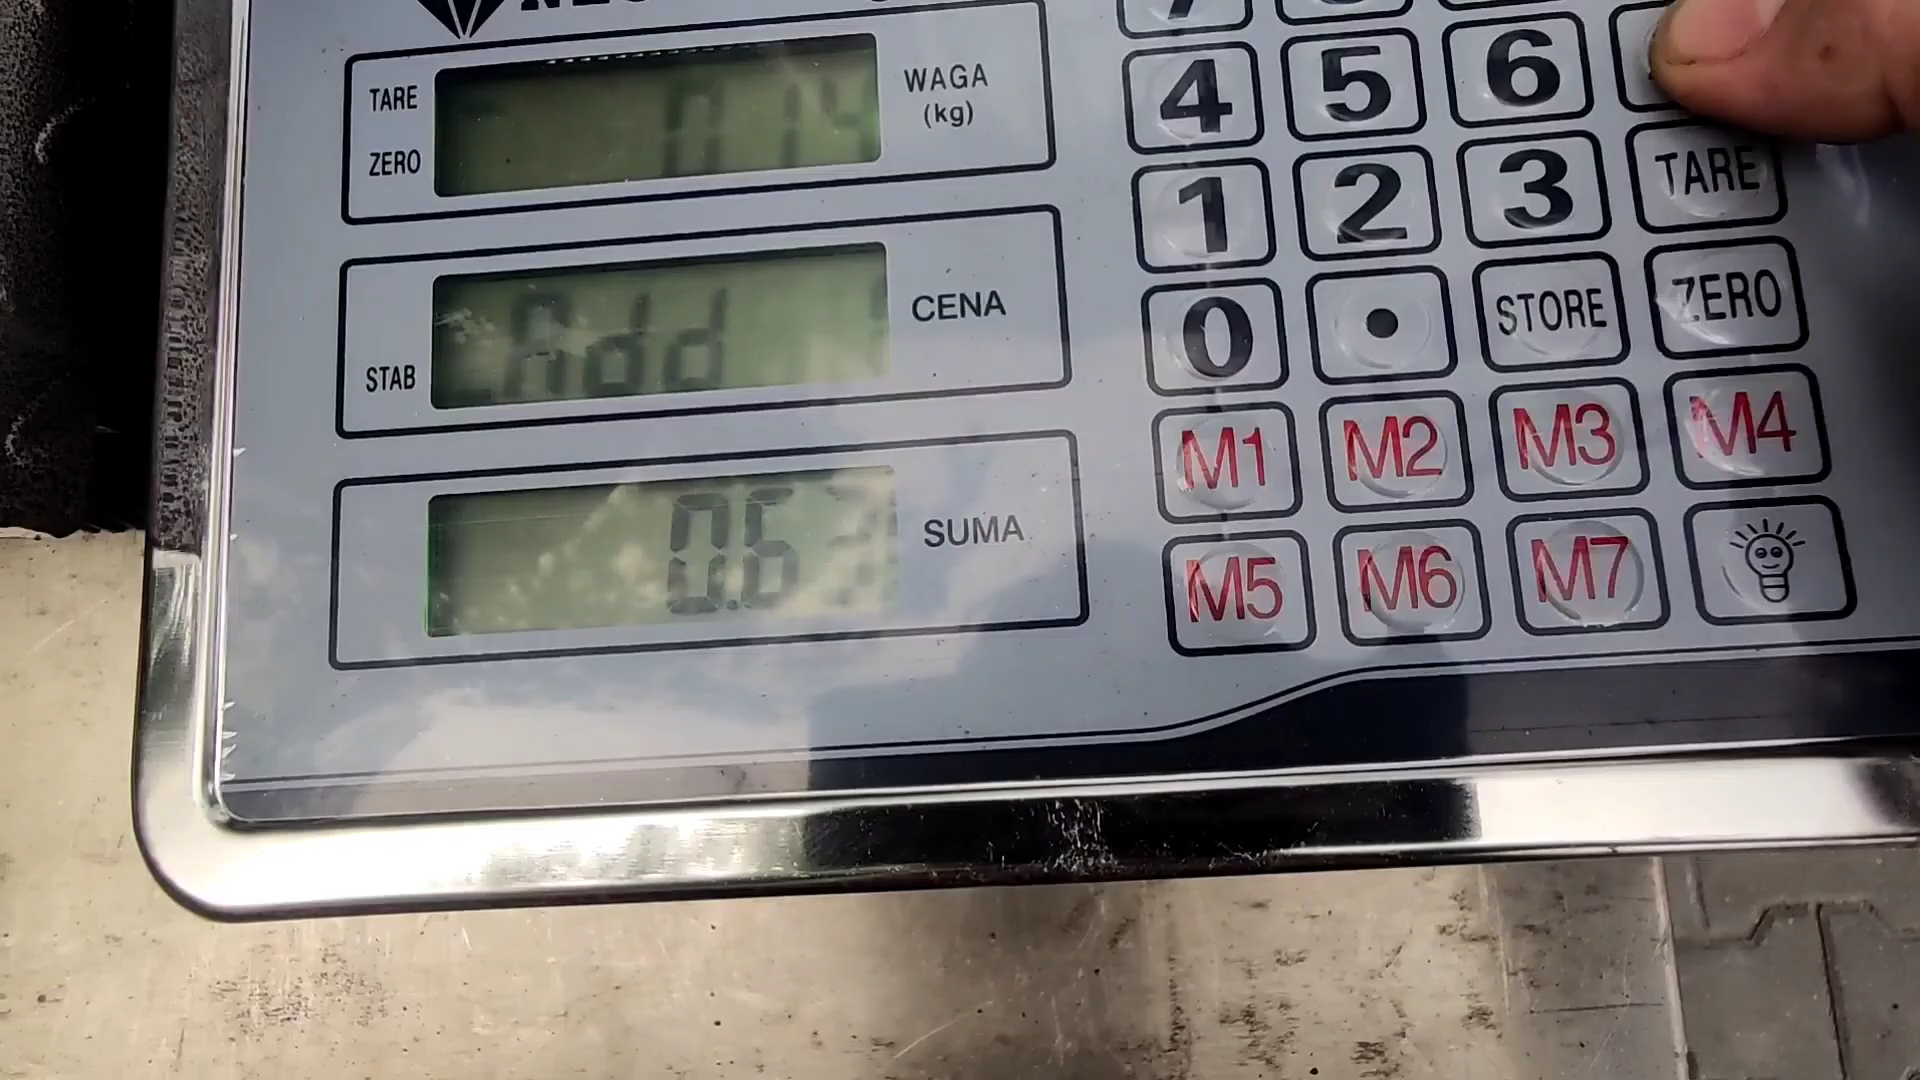 TARE
ZERO
WAGA
(kg)
4 5 6
1 2 3 TARE
STAB
Add
CENA
0 • STORE ZERO
M1 M2 M3 M4
SUMA
M5 M6 M7